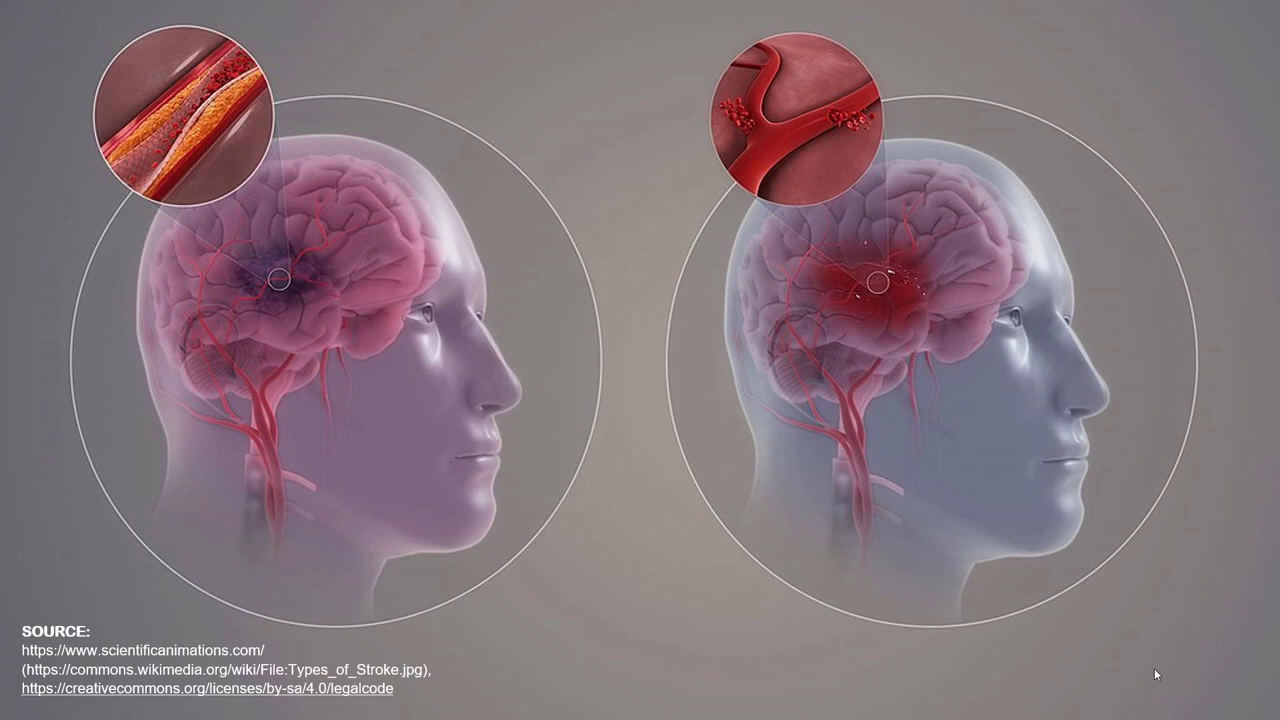 SOURCE:
https://www.scientificanimations.com/
(https://commons.wikimedia.org/wiki/File:Types_of_Stroke.jpg),
https://creativecommons.org/licenses/by-sa/4.0/legalcode